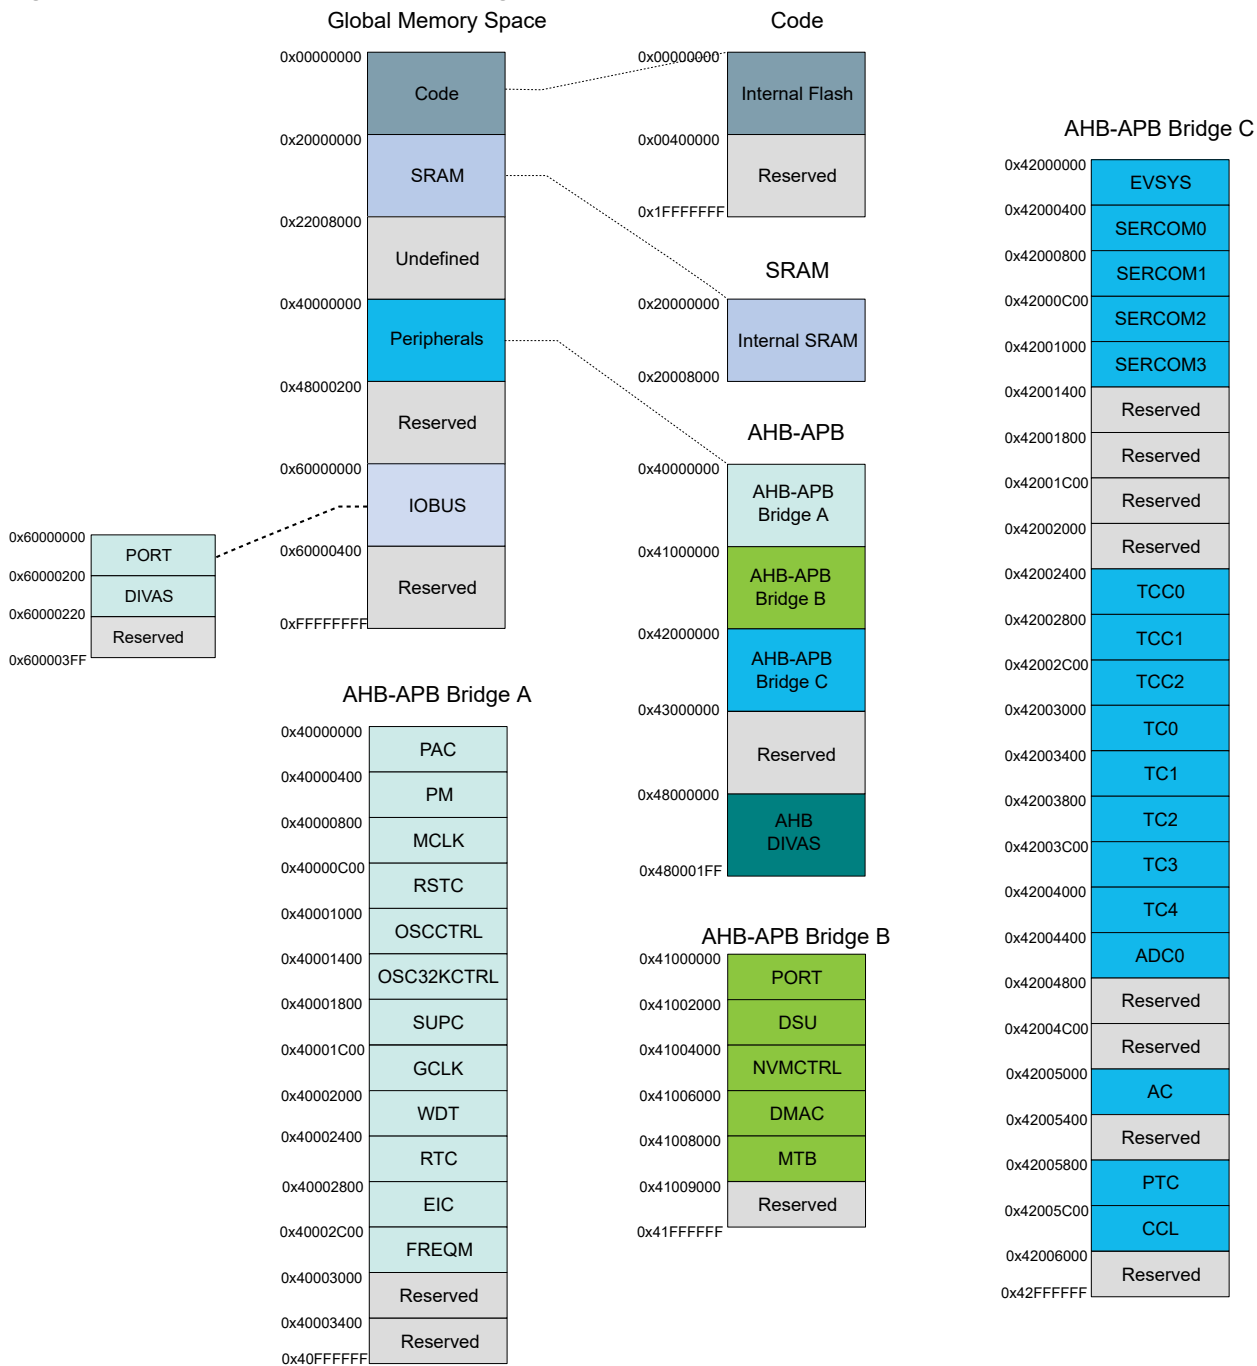 Global Memory Space
0x00000000
Code
0x20000000
SRAM
0x22008000
Undefined
0x40000000
Peripherals
0x48000200
Reserved
0x60000000
IOBUS
0x60000400
Reserved
0xFFFFFFFF
0x60000000
PORT
0x60000200
DIVAS
0x60000220
Reserved
0x600003FF
AHB-APB Bridge A
0x40000000
PAC
0x40000400
PM
0x40000800
MCLK
0x40000C00
RSTC
0x40001000
OSCCTRL
0x40001400
OSC32KCTRL
0x40001800
SUPC
0x40001C00
GCLK
0x40002000
WDT
0x40002400
RTC
0x40002800
EIC
0x40002C00
FREQM
0x40003000
Reserved
0x40003400
Reserved
0x40FFFFFF
Code
0x00000000
Internal Flash
0x00400000
Reserved
0x1FFFFFFF
SRAM
0x20000000
Internal SRAM
0x20008000
AHB-APB
0x40000000
AHB-APB
Bridge A
0x41000000
AHB-APB
Bridge B
0x42000000
AHB-APB
Bridge C
0x43000000
Reserved
0x48000000
AHB
DIVAS
0x480001FF
AHB-APB Bridge B
0x41000000
PORT
0x41002000
DSU
0x41004000
NVMCTRL
0x41006000
DMAC
0x41008000
MTB
0x41009000
Reserved
0x41FFFFFF
AHB-APB Bridge C
0x42000000
EVSYS
0x42000400
SERCOM0
0x42000800
SERCOM1
0x42000C00
SERCOM2
0x42001000
SERCOM3
0x42001400
Reserved
0x42001800
Reserved
0x42001C00
Reserved
0x42002000
Reserved
0x42002400
TCC0
0x42002800
TCC1
0x42002C00
TCC2
0x42003000
TC0
0x42003400
TC1
0x42003800
TC2
0x42003C00
TC3
0x42004000
TC4
0x42004400
ADC0
0x42004800
Reserved
0x42004C00
Reserved
0x42005000
AC
0x42005400
Reserved
0x42005800
PTC
0x42005C00
CCL
0x42006000
Reserved
0x42FFFFFF